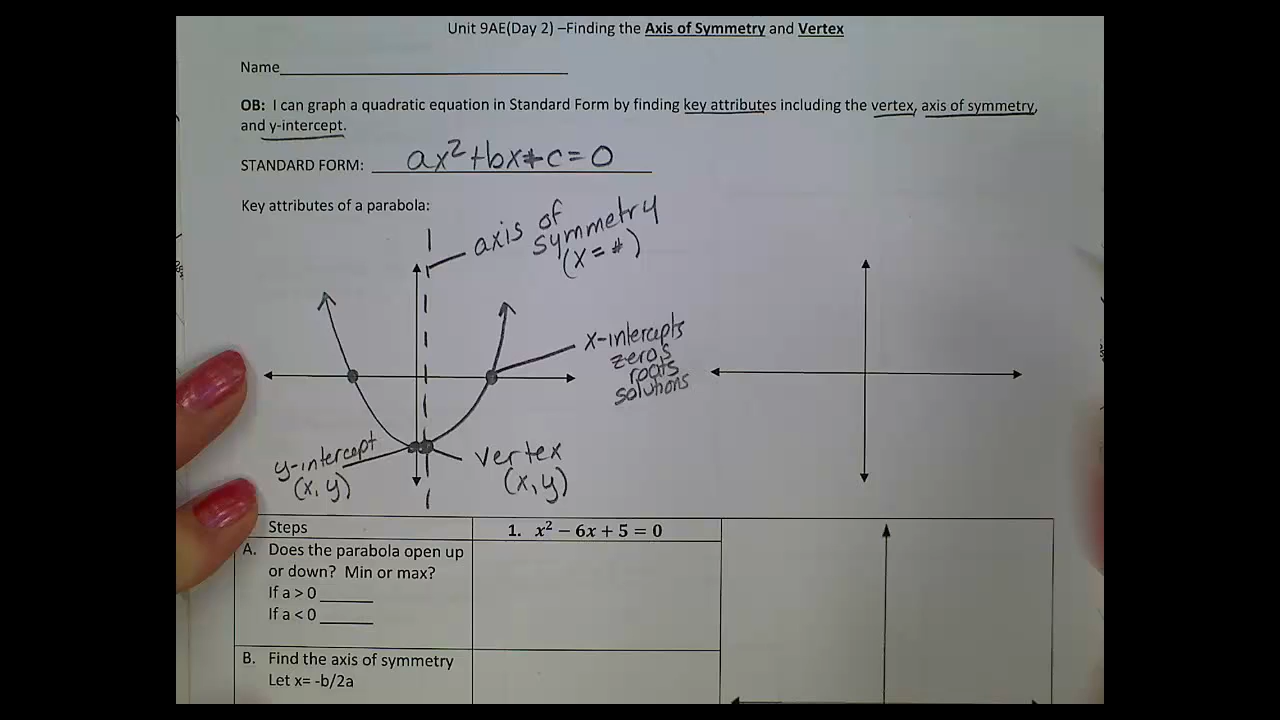 Unit 9AE(Day 2) –Finding the Axis of Symmetry and Vertex
Name
OB: I can graph a quadratic equation in Standard Form by finding key attributes including the vertex, axis of symmetry,
and y-intercept.
STANDARD FORM: ax² + bx + c = 0
Key attributes of a parabola:
axis of
symmetry
(x = #)
x-intercepts
zeros
roots
solutions
y-intercept
(x, y)
vertex
(x, y)
Steps
1. x² − 6x + 5 = 0
A. Does the parabola open up
or down? Min or max?
If a > 0
If a < 0
B. Find the axis of symmetry
Let x= -b/2a